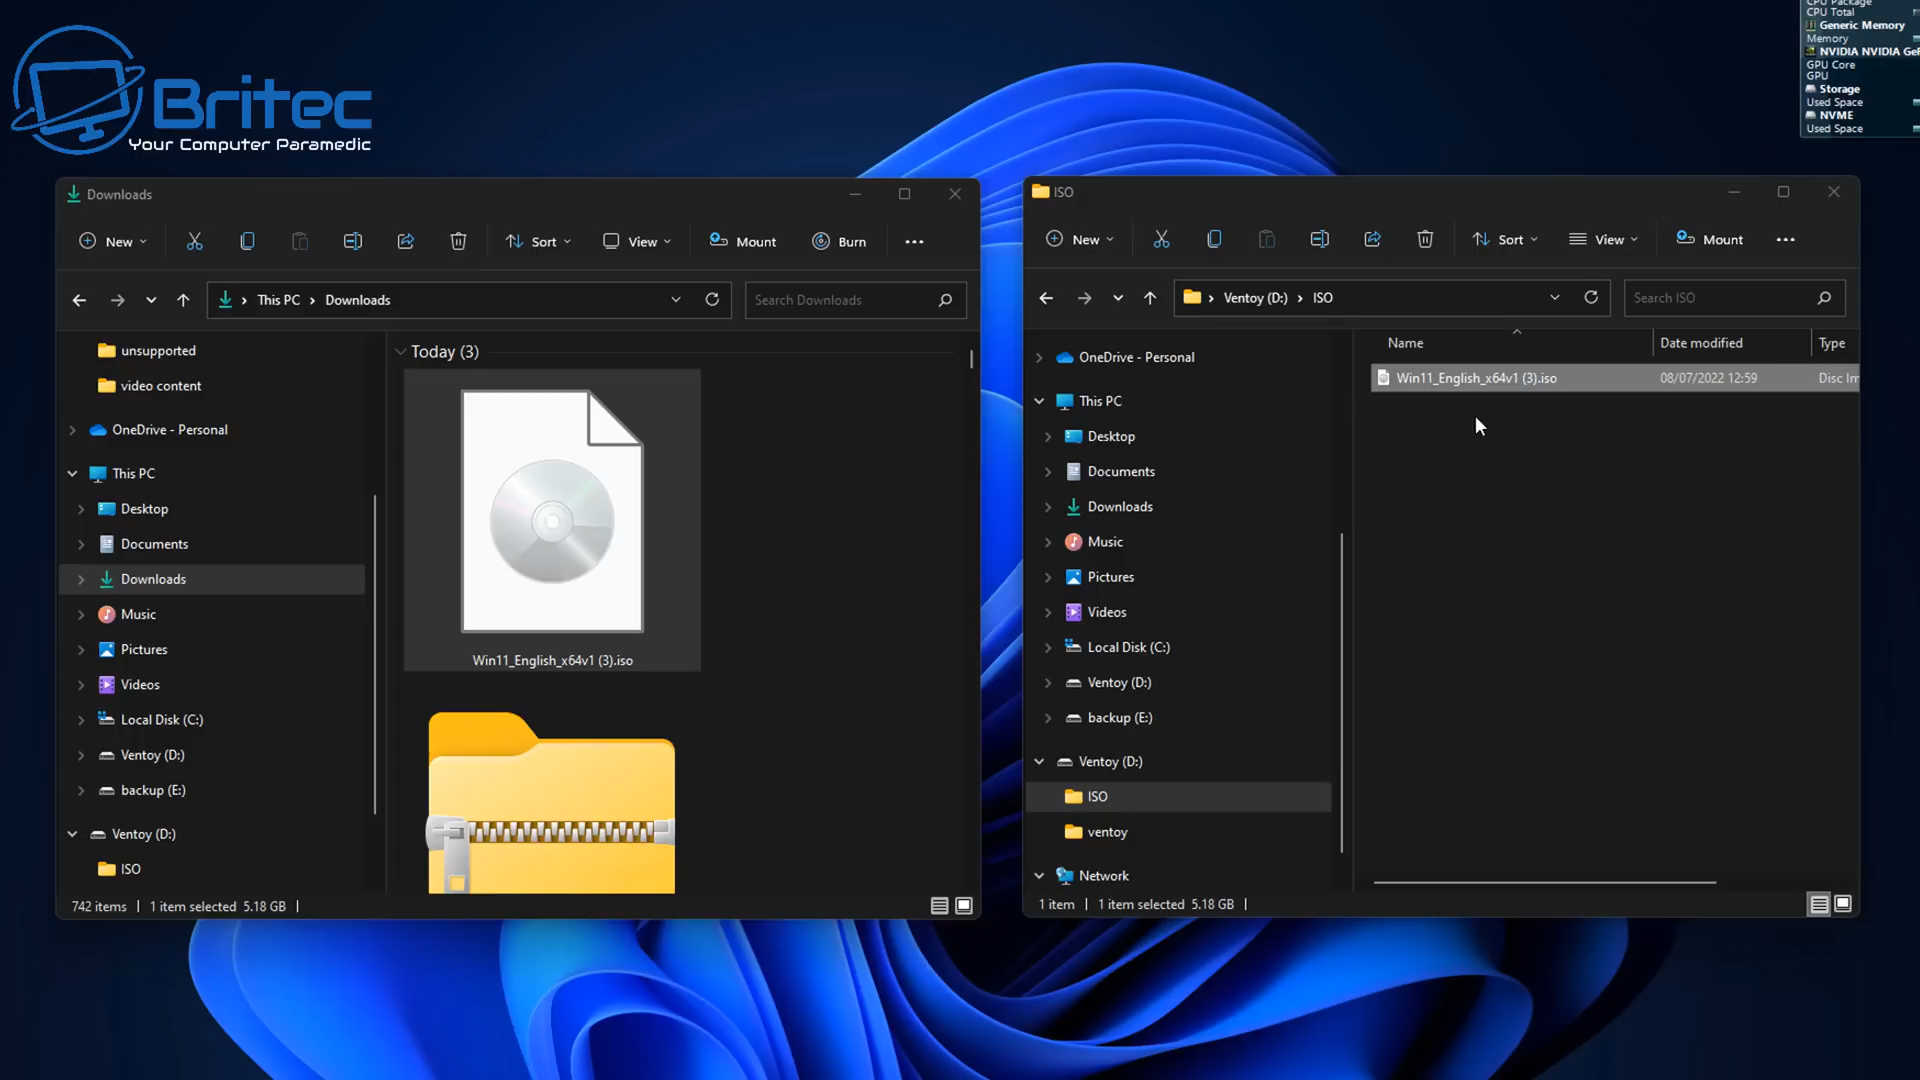 Britec
Your Computer Paramedic
CPU Package
CPU Total
Generic Memory
Memory
NVIDIA NVIDIA GeF
GPU Core
GPU
Storage
Used Space
NVME
Used Space
Downloads
New
Sort
View
Mount
Burn
This PC > Downloads
Search Downloads
unsupported
video content
OneDrive - Personal
This PC
Desktop
Documents
Downloads
Music
Pictures
Videos
Local Disk (C:)
Ventoy (D:)
backup (E:)
Ventoy (D:)
ISO
Today (3)
Win11_English_x64v1 (3).iso
742 items | 1 item selected 5.18 GB |
ISO
New
Sort
View
Mount
Ventoy (D:) > ISO
Search ISO
OneDrive - Personal
This PC
Desktop
Documents
Downloads
Music
Pictures
Videos
Local Disk (C:)
Ventoy (D:)
backup (E:)
Ventoy (D:)
ISO
ventoy
Network
Name Date modified Type
Win11_English_x64v1 (3).iso 08/07/2022 12:59 Disc Im
1 item | 1 item selected 5.18 GB |